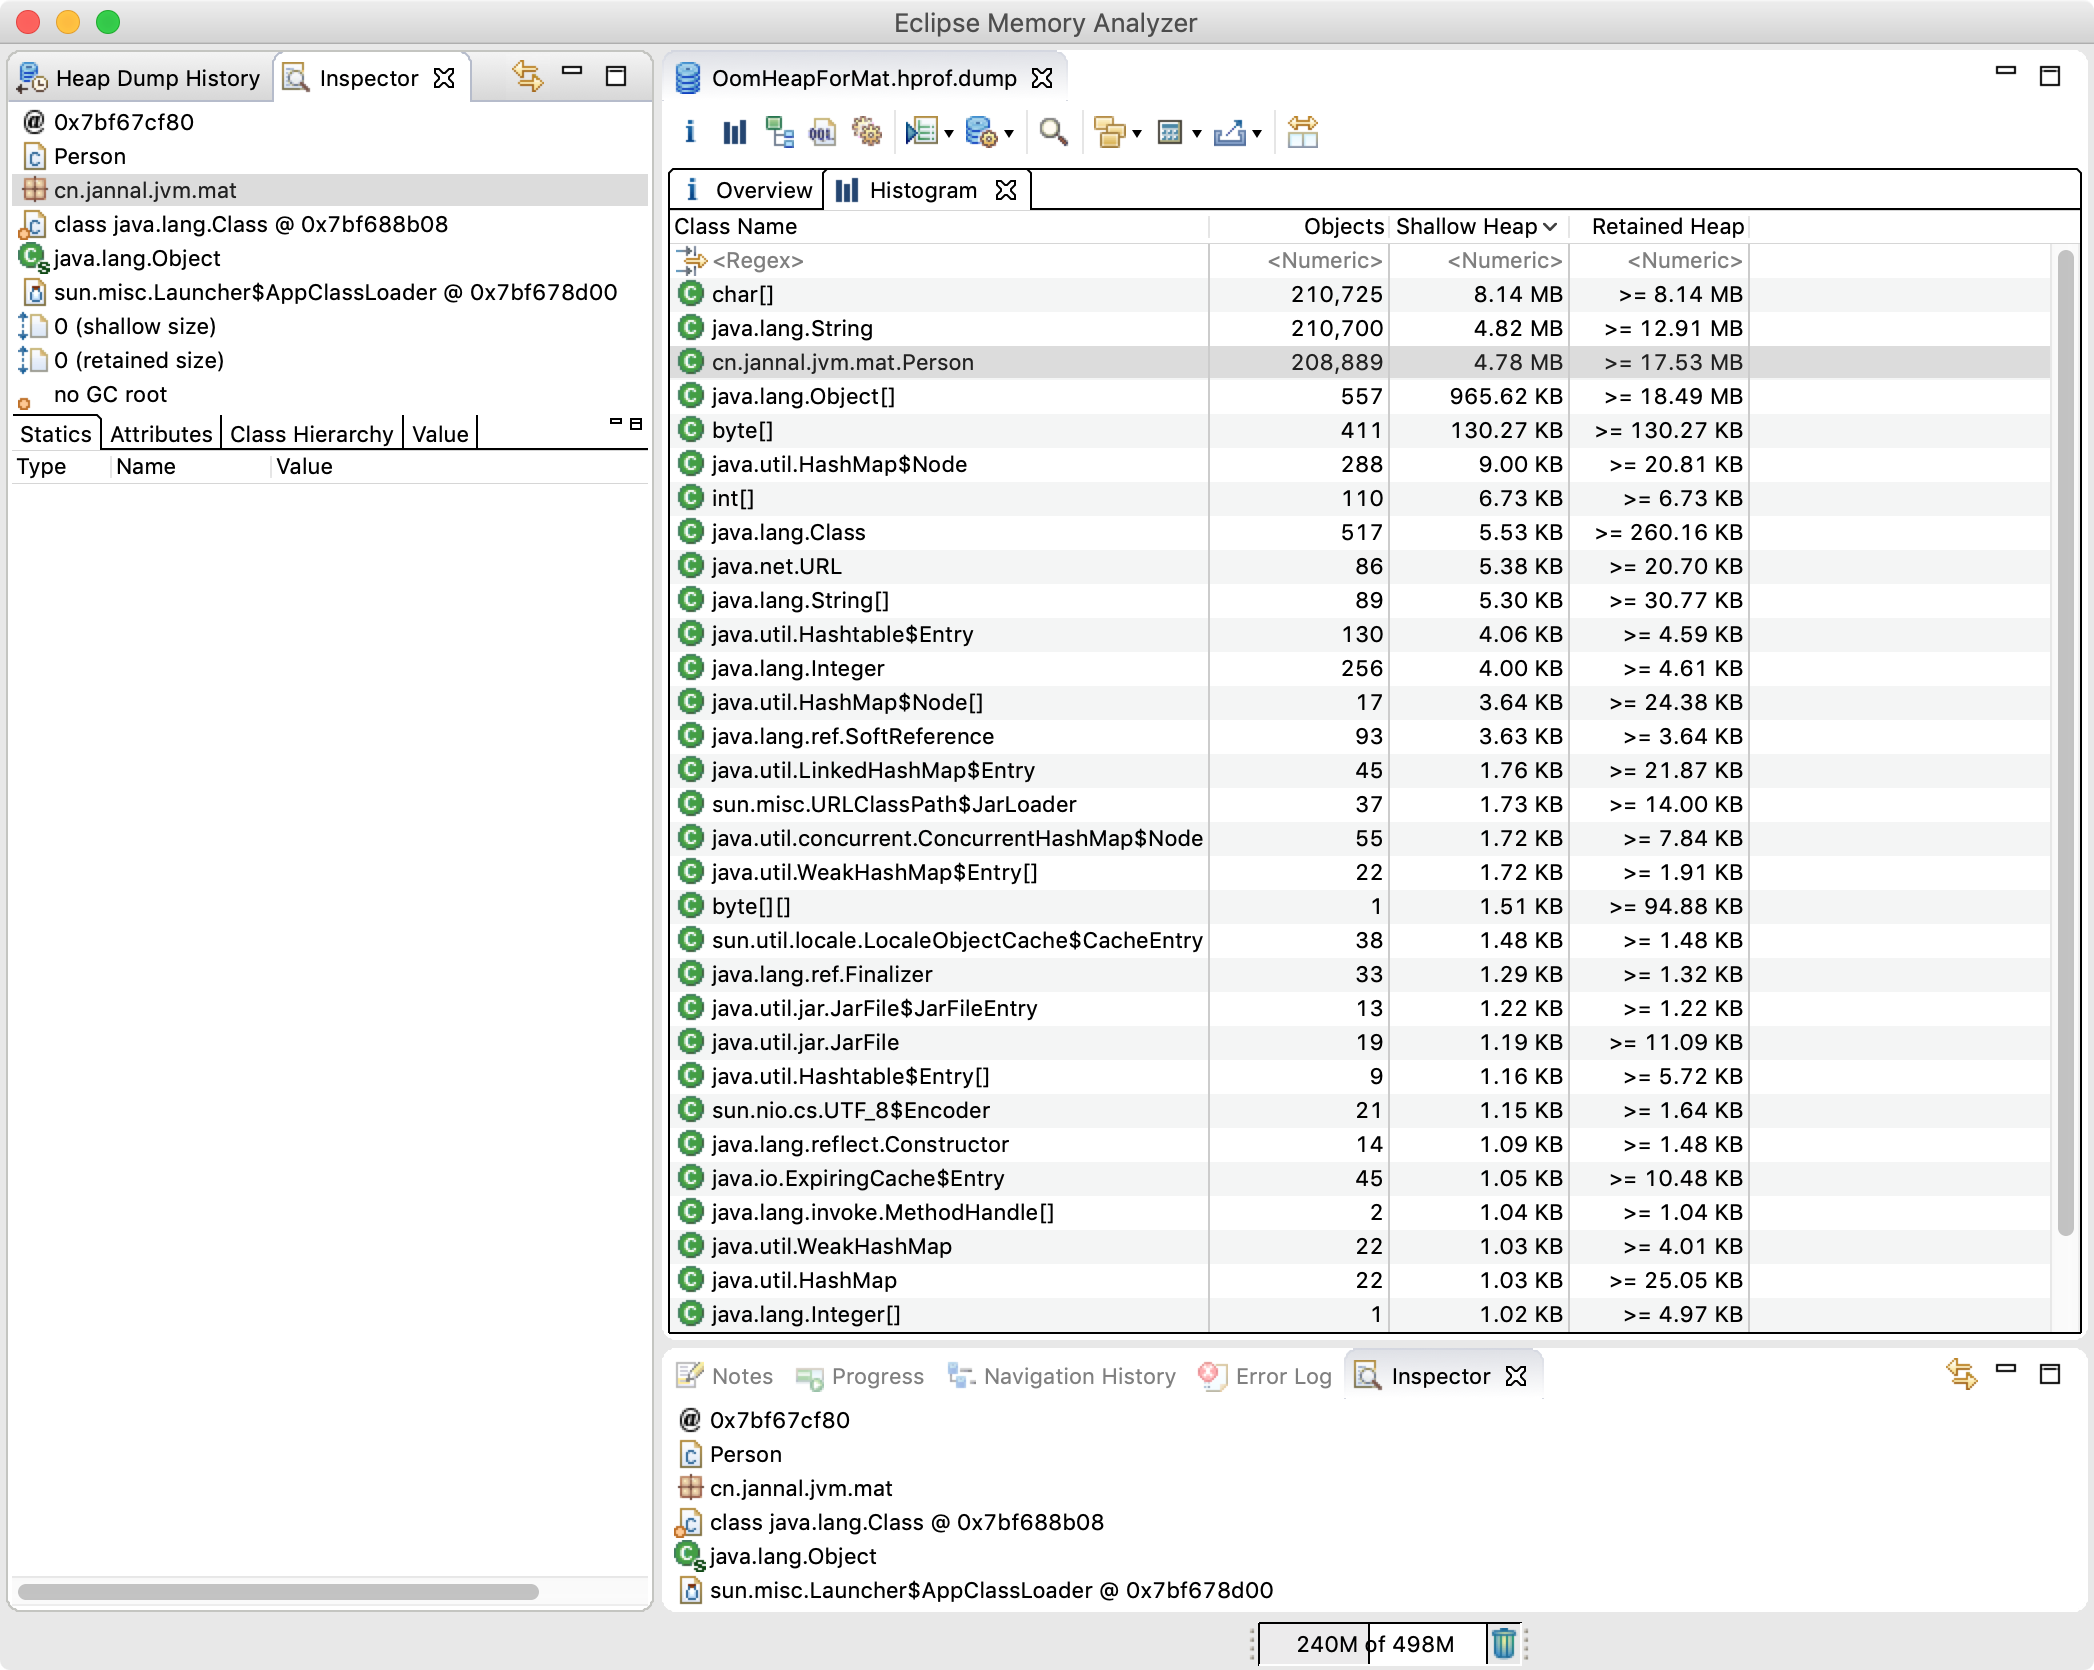 Eclipse Memory Analyzer
Heap Dump History
Inspector
@ 0x7bf67cf80
Person
cn.jannal.jvm.mat
class java.lang.Class @ 0x7bf688b08
java.lang.Object
sun.misc.Launcher$AppClassLoader @ 0x7bf678d00
0 (shallow size)
0 (retained size)
no GC root
Statics Attributes Class Hierarchy Value
Type Name Value
OomHeapForMat.hprof.dump
OQL
i Overview Histogram
Class Name Objects Shallow Heap Retained Heap
<Regex> <Numeric> <Numeric> <Numeric>
char[] 210,725 8.14 MB >= 8.14 MB
java.lang.String 210,700 4.82 MB >= 12.91 MB
cn.jannal.jvm.mat.Person 208,889 4.78 MB >= 17.53 MB
java.lang.Object[] 557 965.62 KB >= 18.49 MB
byte[] 411 130.27 KB >= 130.27 KB
java.util.HashMap$Node 288 9.00 KB >= 20.81 KB
int[] 110 6.73 KB >= 6.73 KB
java.lang.Class 517 5.53 KB >= 260.16 KB
java.net.URL 86 5.38 KB >= 20.70 KB
java.lang.String[] 89 5.30 KB >= 30.77 KB
java.util.Hashtable$Entry 130 4.06 KB >= 4.59 KB
java.lang.Integer 256 4.00 KB >= 4.61 KB
java.util.HashMap$Node[] 17 3.64 KB >= 24.38 KB
java.lang.ref.SoftReference 93 3.63 KB >= 3.64 KB
java.util.LinkedHashMap$Entry 45 1.76 KB >= 21.87 KB
sun.misc.URLClassPath$JarLoader 37 1.73 KB >= 14.00 KB
java.util.concurrent.ConcurrentHashMap$Node 55 1.72 KB >= 7.84 KB
java.util.WeakHashMap$Entry[] 22 1.72 KB >= 1.91 KB
byte[][] 1 1.51 KB >= 94.88 KB
sun.util.locale.LocaleObjectCache$CacheEntry 38 1.48 KB >= 1.48 KB
java.lang.ref.Finalizer 33 1.29 KB >= 1.32 KB
java.util.jar.JarFile$JarFileEntry 13 1.22 KB >= 1.22 KB
java.util.jar.JarFile 19 1.19 KB >= 11.09 KB
java.util.Hashtable$Entry[] 9 1.16 KB >= 5.72 KB
sun.nio.cs.UTF_8$Encoder 21 1.15 KB >= 1.64 KB
java.lang.reflect.Constructor 14 1.09 KB >= 1.48 KB
java.io.ExpiringCache$Entry 45 1.05 KB >= 10.48 KB
java.lang.invoke.MethodHandle[] 2 1.04 KB >= 1.04 KB
java.util.WeakHashMap 22 1.03 KB >= 4.01 KB
java.util.HashMap 22 1.03 KB >= 25.05 KB
java.lang.Integer[] 1 1.02 KB >= 4.97 KB
Notes Progress Navigation History Error Log Inspector
@ 0x7bf67cf80
Person
cn.jannal.jvm.mat
class java.lang.Class @ 0x7bf688b08
java.lang.Object
sun.misc.Launcher$AppClassLoader @ 0x7bf678d00
240M of 498M